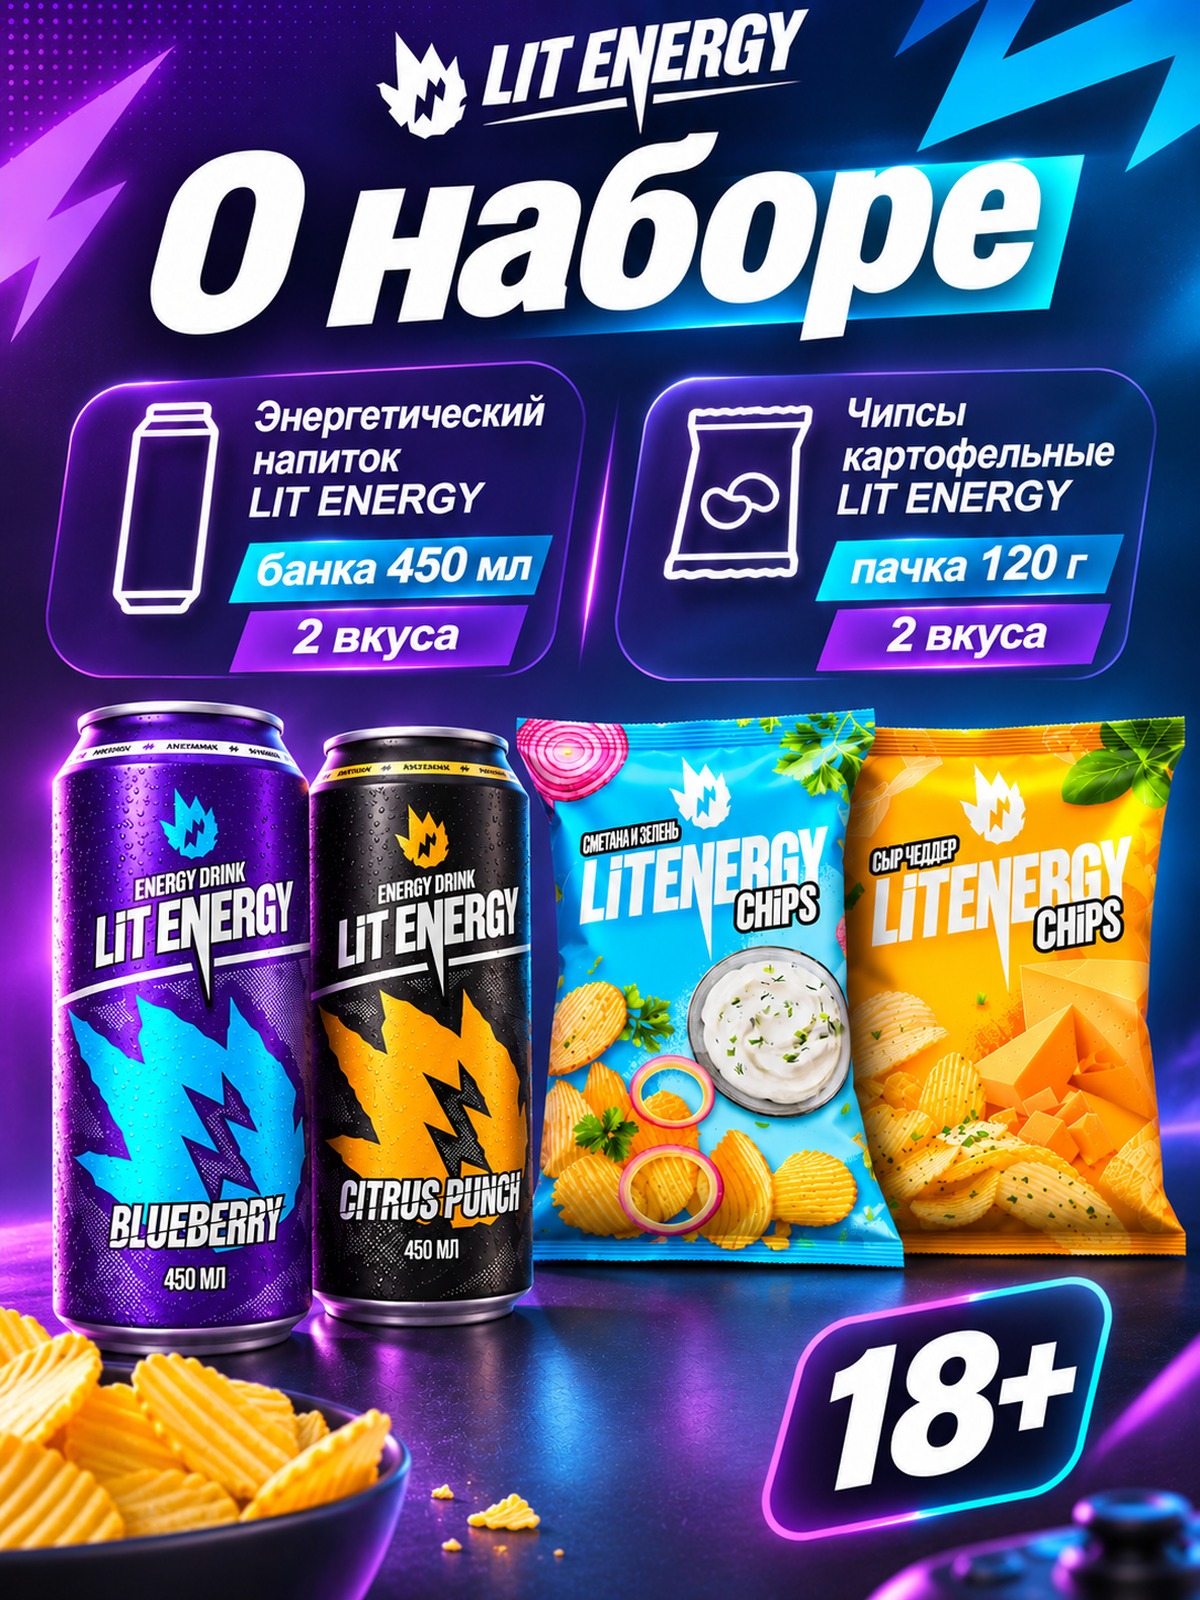 LIT ENERGY
О наборе
Энергетический
напиток
LIT ENERGY
банка 450 мл
2 вкуса
Чипсы
картофельные
LIT ENERGY
пачка 120 г
2 вкуса
ENERGY DRINK
LIT ENERGY
BLUEBERRY
450 МЛ
ENERGY DRINK
LIT ENERGY
CITRUS PUNCH
450 МЛ
СМЕТАНА И ЗЕЛЕНЬ
LITENERGY
CHIPS
СЫР ЧЕДДЕР
LITENERGY
CHIPS
18+